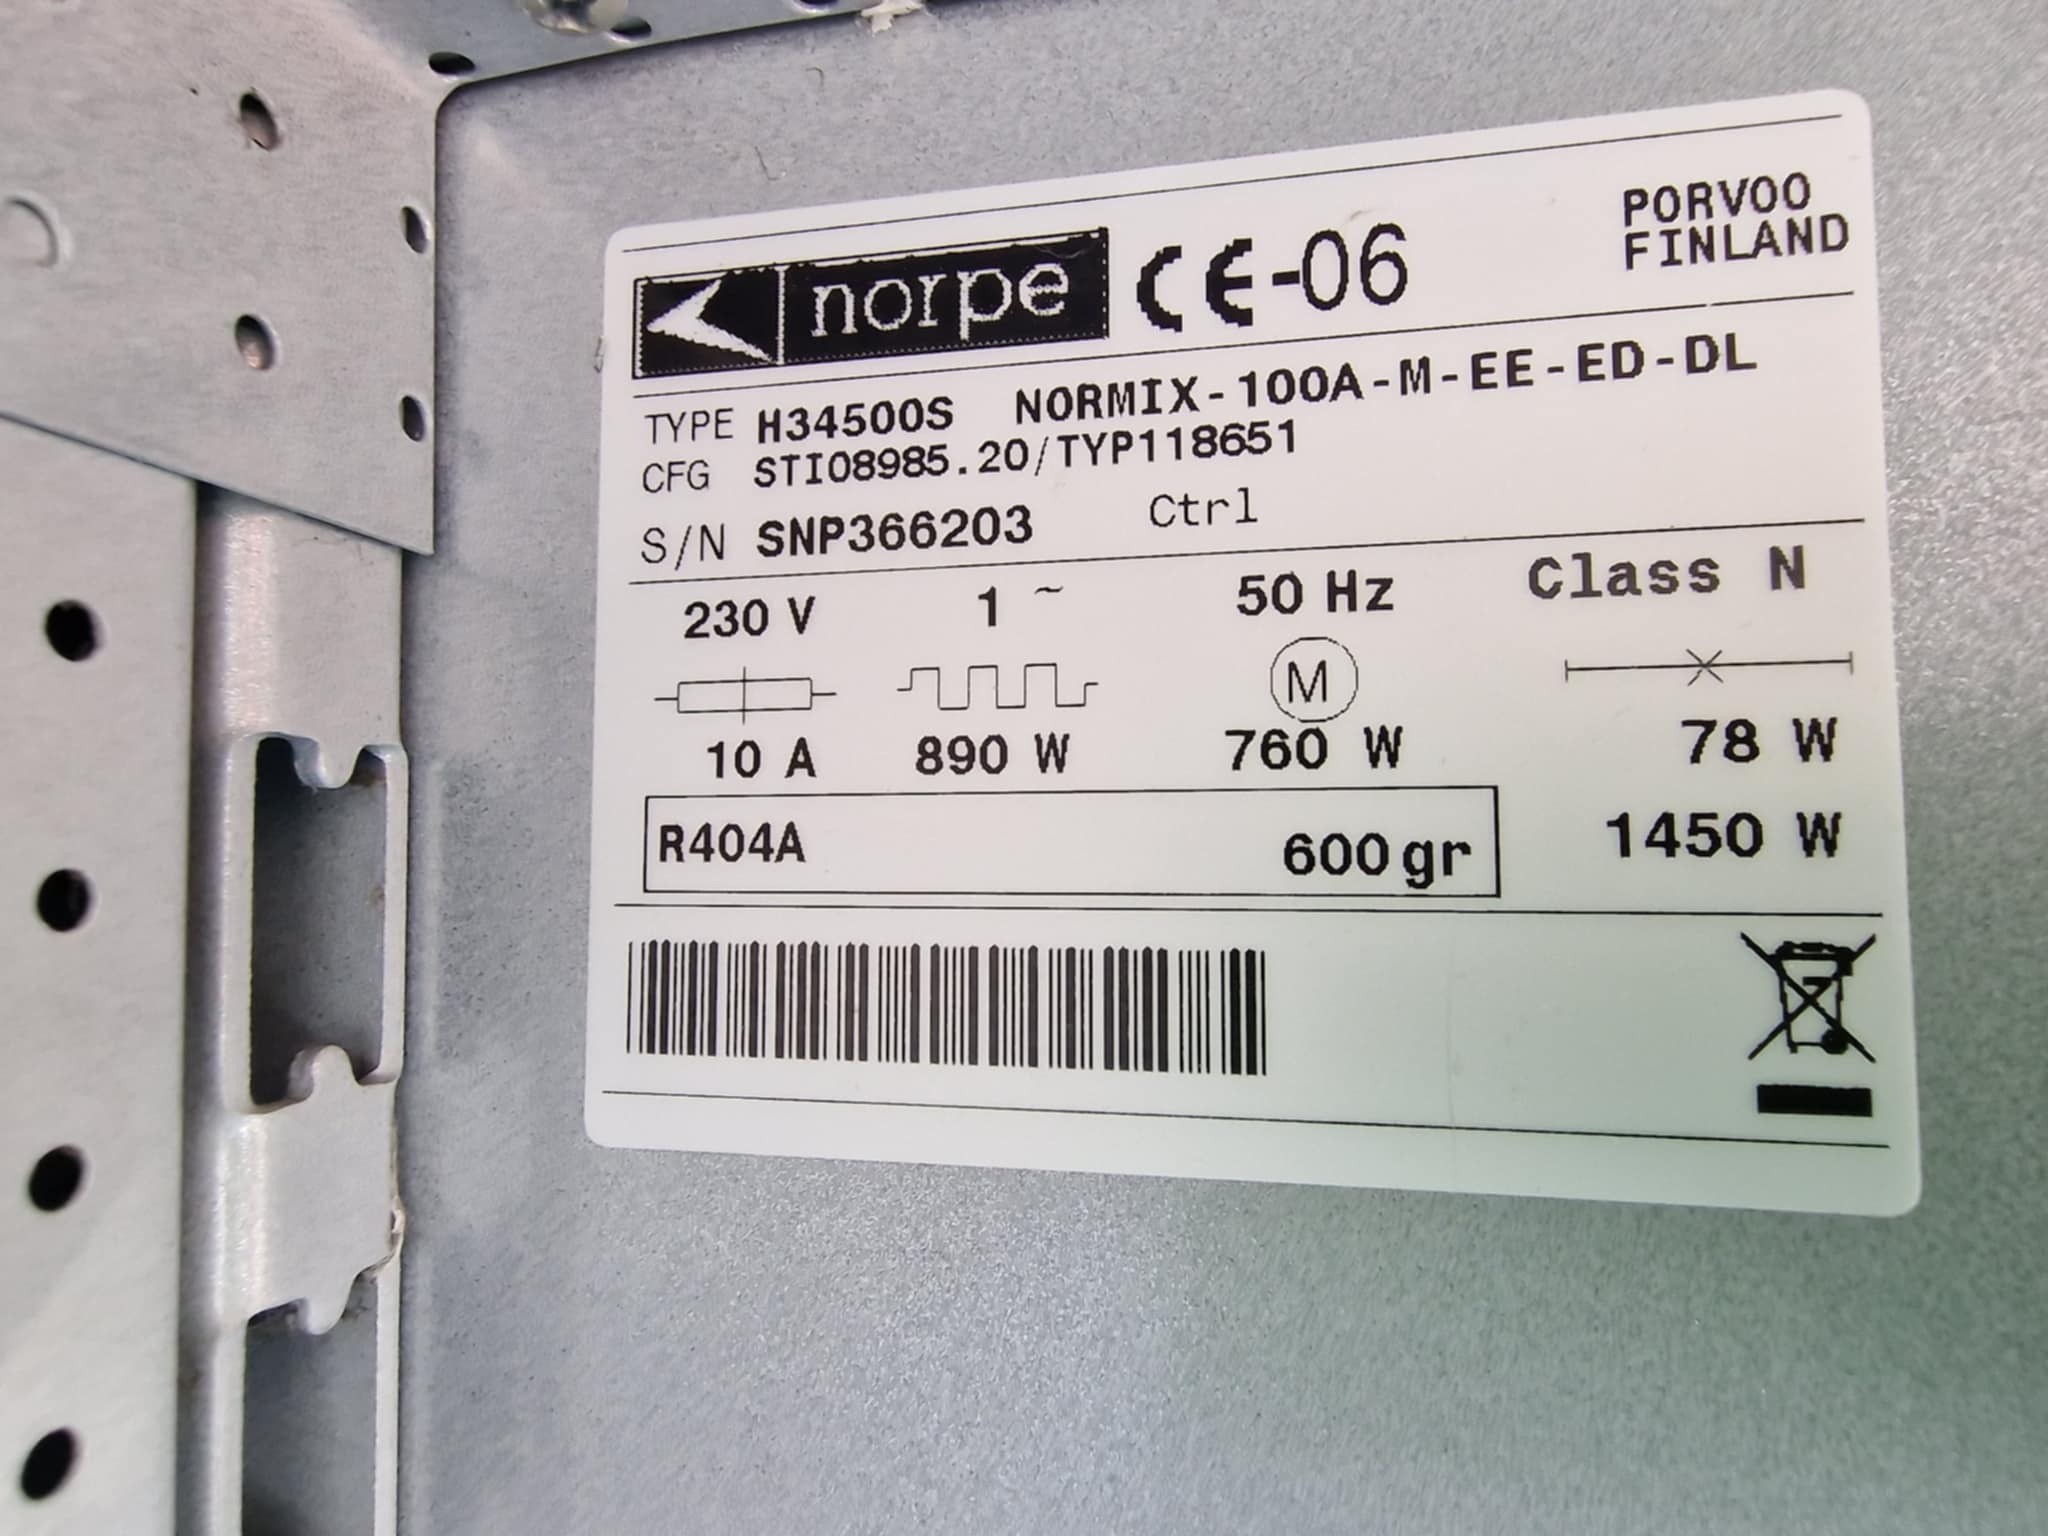 norpe CE-06 PORVOO
FINLAND
TYPE H34500S NORMIX-100A-M-EE-ED-DL
CFG STI08985.20/TYP118651
S/N SNP366203 Ctrl
230 V 1 ~ 50 Hz Class N
M
10 A 890 W 760 W 78 W
R404A 600gr 1450 W